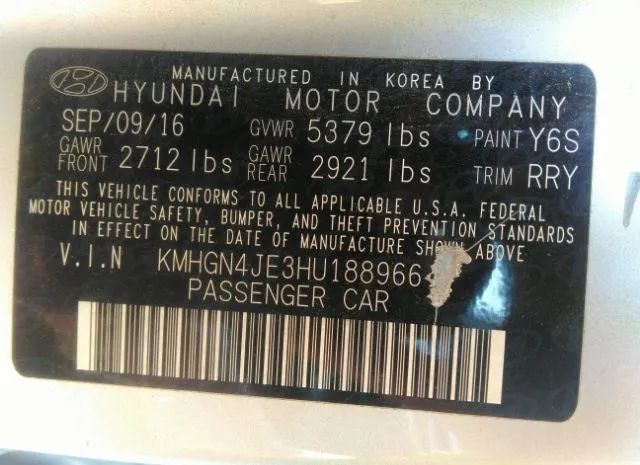 MANUFACTURED IN KOREA BY
HYUNDAI MOTOR COMPANY
SEP/09/16 GVWR 5379 lbs PAINT Y6S
GAWR FRONT 2712 lbs GAWR REAR 2921 lbs TRIM RRY
THIS VEHICLE CONFORMS TO ALL APPLICABLE U.S.A. FEDERAL
MOTOR VEHICLE SAFETY, BUMPER, AND THEFT PREVENTION STANDARDS
IN EFFECT ON THE DATE OF MANUFACTURE SHOWN ABOVE
V.I.N KMHGN4JE3HU188966
PASSENGER CAR